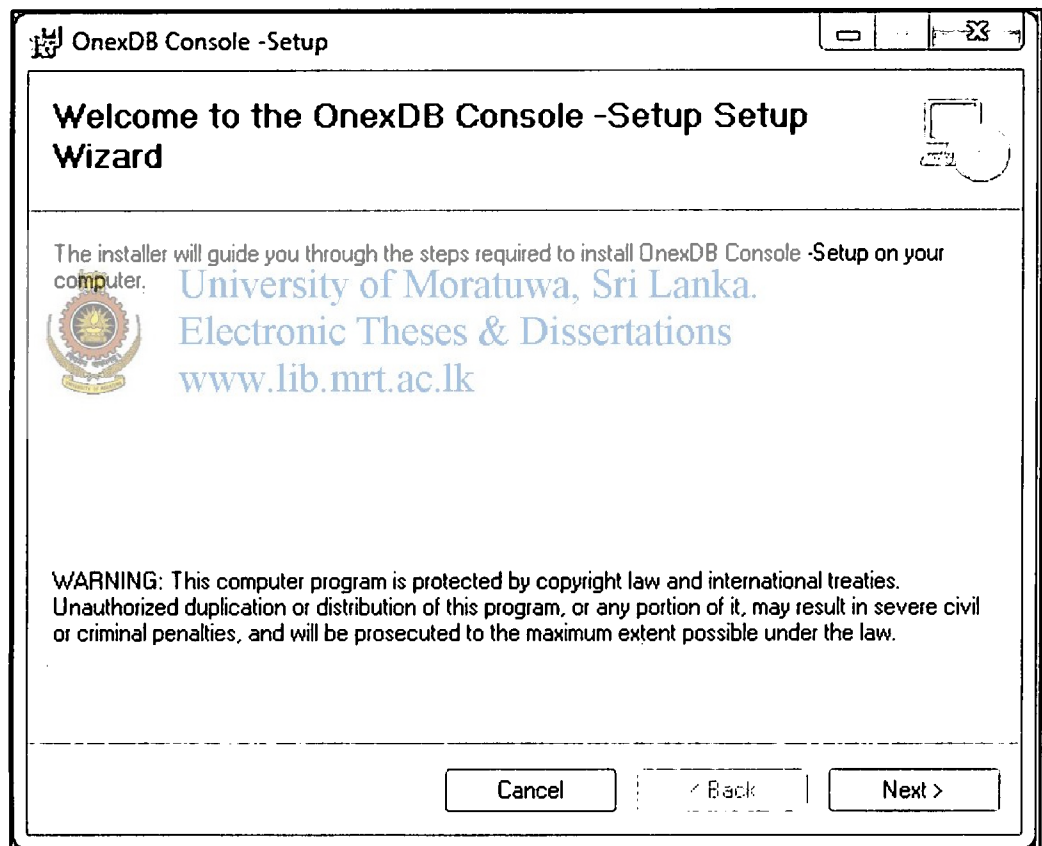 OnexDB Console -Setup
Welcome to the OnexDB Console -Setup Setup
Wizard
The installer will guide you through the steps required to install OnexDB Console -Setup on your
computer.
University of Moratuwa, Sri Lanka.
Electronic Theses & Dissertations
www.lib.mrt.ac.lk
WARNING: This computer program is protected by copyright law and international treaties.
Unauthorized duplication or distribution of this program, or any portion of it, may result in severe civil
or criminal penalties, and will be prosecuted to the maximum extent possible under the law.
Cancel < Back Next >